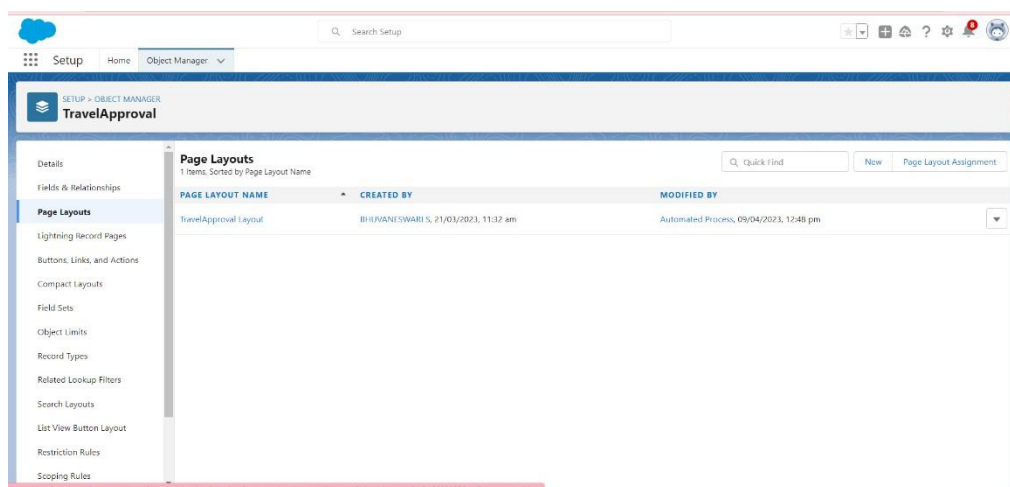 Search Setup
8
Setup Home Object Manager
SETUP > OBJECT MANAGER
TravelApproval
Details
Fields & Relationships
Page Layouts
Lightning Record Pages
Buttons, Links, and Actions
Compact Layouts
Field Sets
Object Limits
Record Types
Related Lookup Filters
Search Layouts
List View Button Layout
Restriction Rules
Scoping Rules
Page Layouts
1 Items, Sorted by Page Layout Name
Quick Find
New
Page Layout Assignment
PAGE LAYOUT NAME CREATED BY MODIFIED BY
TravelApproval Layout BHUVANESWARI S, 21/03/2023, 11:32 am Automated Process, 09/04/2023, 12:48 pm